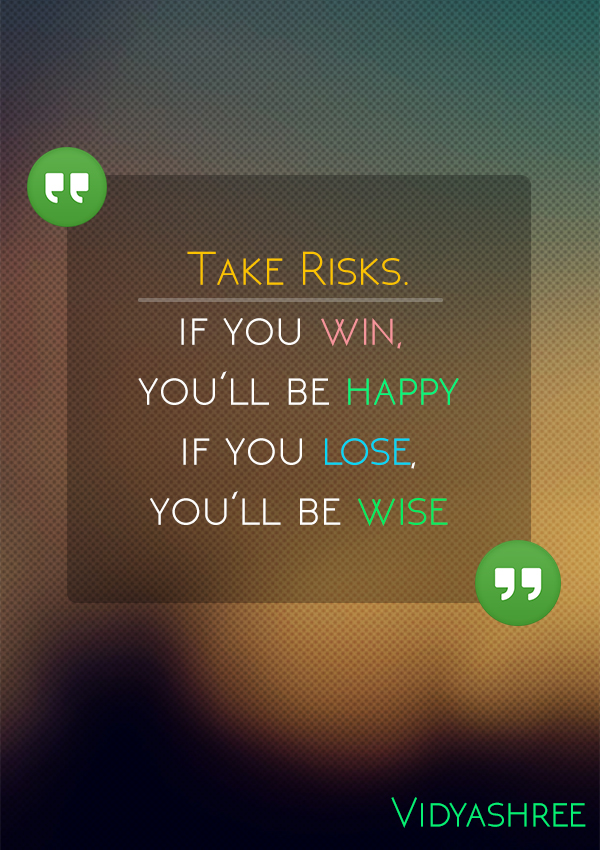 Take Risks.
IF YOU WIN,
YOU'LL BE HAPPY
IF YOU LOSE,
YOU'LL BE WISE
VIDYASHREE